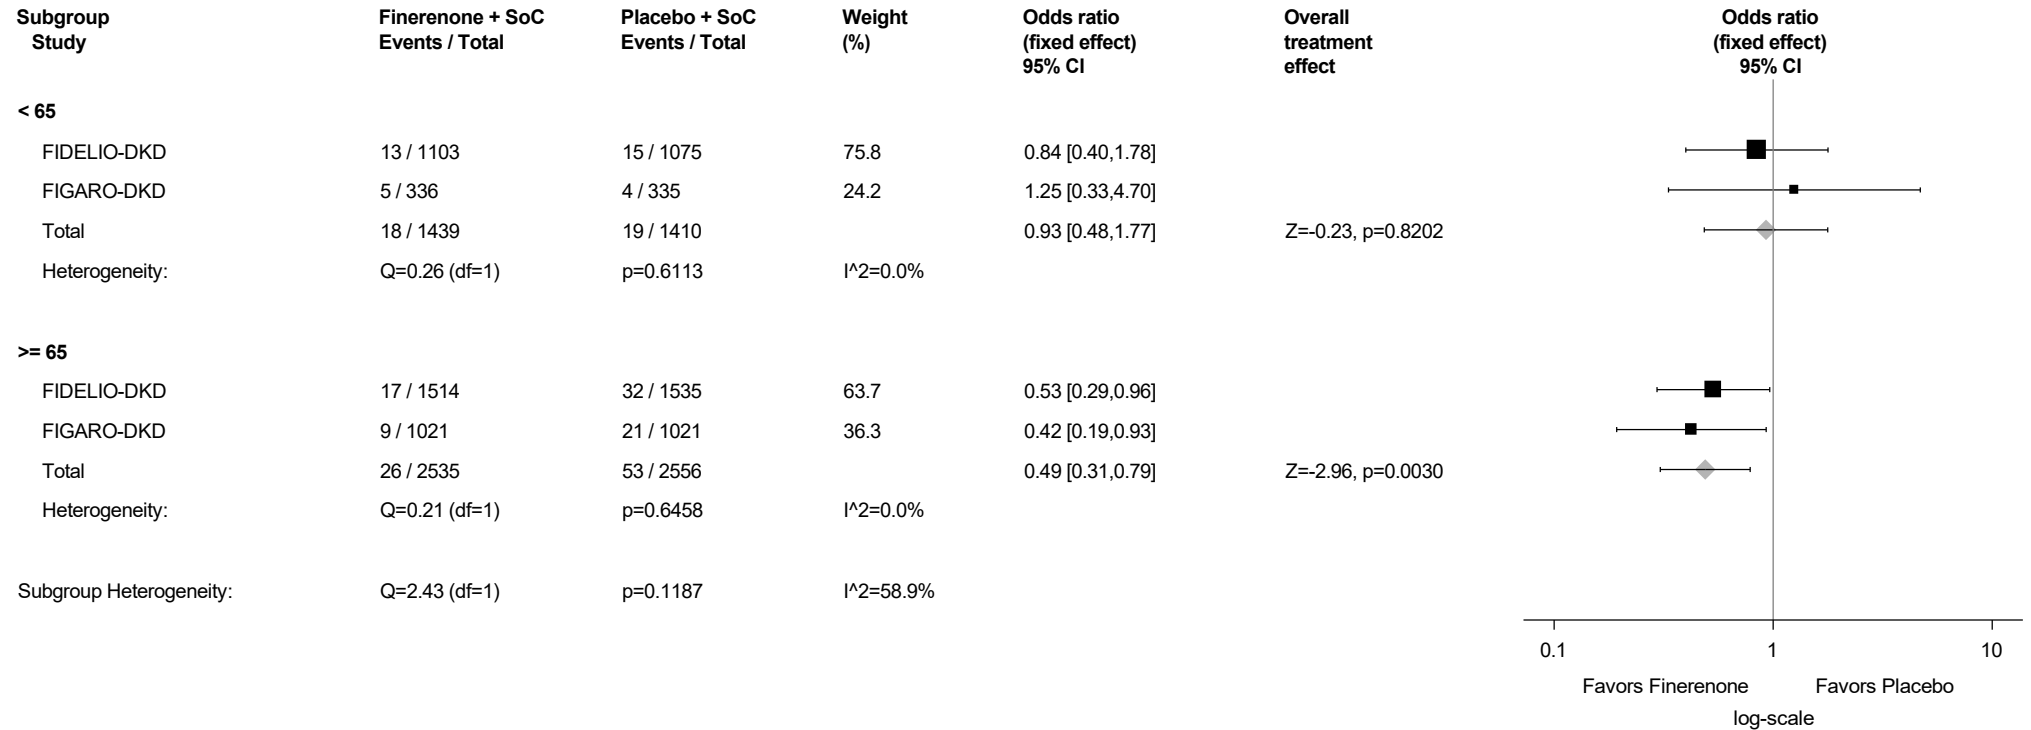 Subgroup Finerenone + SoC Placebo + SoC Weight Odds ratio Overall Odds ratio
Study Events / Total Events / Total (%) (fixed effect) treatment (fixed effect)
95% CI effect 95% CI
< 65
FIDELIO-DKD 13 / 1103 15 / 1075 75.8 0.84 [0.40,1.78]
FIGARO-DKD 5 / 336 4 / 335 24.2 1.25 [0.33,4.70]
Total 18 / 1439 19 / 1410 0.93 [0.48,1.77] Z=-0.23, p=0.8202
Heterogeneity: Q=0.26 (df=1) p=0.6113 I^2=0.0%
>= 65
FIDELIO-DKD 17 / 1514 32 / 1535 63.7 0.53 [0.29,0.96]
FIGARO-DKD 9 / 1021 21 / 1021 36.3 0.42 [0.19,0.93]
Total 26 / 2535 53 / 2556 0.49 [0.31,0.79] Z=-2.96, p=0.0030
Heterogeneity: Q=0.21 (df=1) p=0.6458 I^2=0.0%
Subgroup Heterogeneity: Q=2.43 (df=1) p=0.1187 I^2=58.9%
0.1 1 10
Favors Finerenone Favors Placebo
log-scale